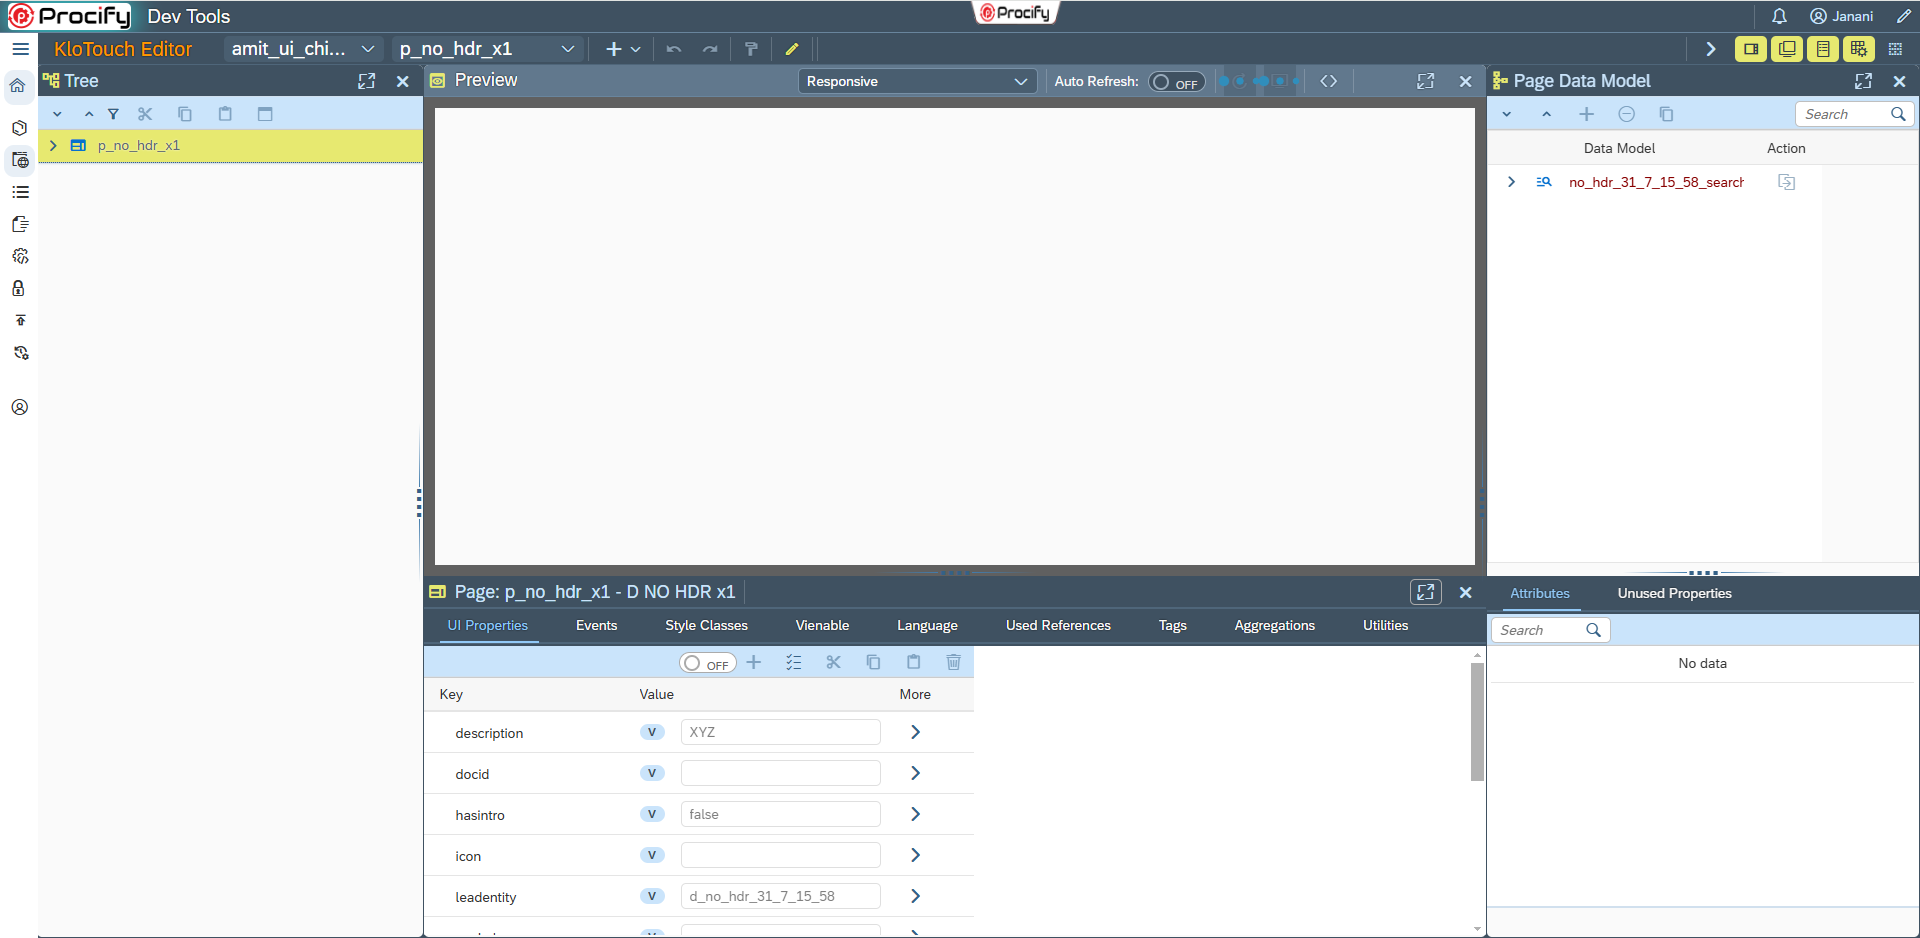 Procify Dev Tools
Procify
Janani
KloTouch Editor
amit_ui_chi...
p_no_hdr_x1
Tree
p_no_hdr_x1
Preview
Responsive
Auto Refresh:
OFF
Page Data Model
Search
Data Model
Action
no_hdr_31_7_15_58_search
Page: p_no_hdr_x1 - D NO HDR x1
UI Properties
Events
Style Classes
Vienable
Language
Used References
Tags
Aggregations
Utilities
OFF
Key
Value
More
description
V
XYZ
docid
V
hasintro
V
false
icon
V
leadentity
V
d_no_hdr_31_7_15_58
Attributes
Unused Properties
Search
No data